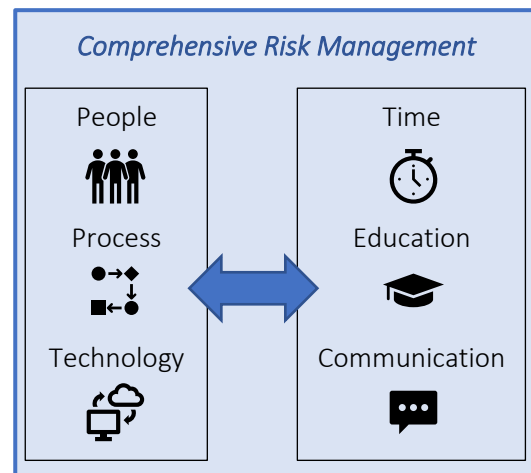 Comprehensive Risk Management
People
Process
Technology
Time
Education
Communication